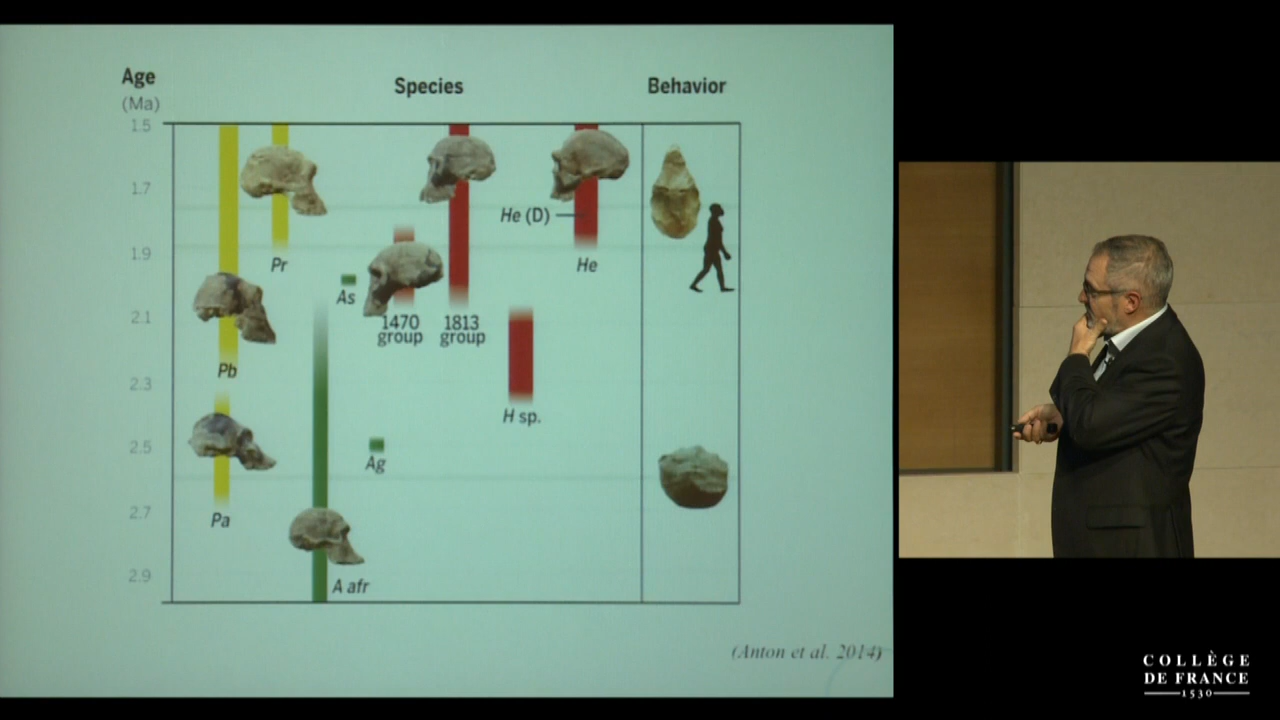 Age
Species
Behavior
(Ma)
1.5
1.7
1.9
2.1
2.3
2.5
2.7
2.9
Pr
As
He (D)
He
1470
group
1813
group
Pb
H sp.
Ag
Pa
A afr
(Anton et al. 2014)
COLLÈGE
DE FRANCE
1530